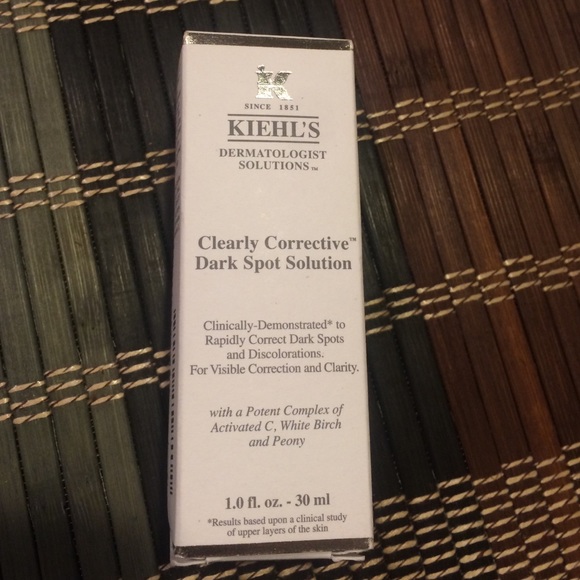 K
SINCE 1851
KIEHL'S
DERMATOLOGIST
SOLUTIONS™
Clearly Corrective™
Dark Spot Solution
Clinically-Demonstrated* to
Rapidly Correct Dark Spots
and Discolorations.
For Visible Correction and Clarity.
with a Potent Complex of
Activated C, White Birch
and Peony
1.0 fl. oz. - 30 ml
*Results based upon a clinical study
of upper layers of the skin